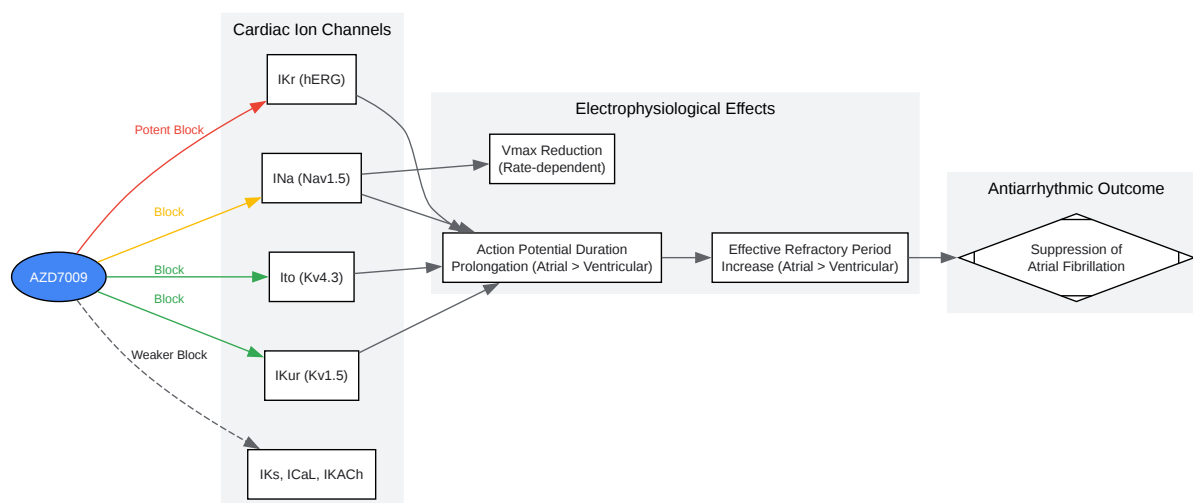 Cardiac Ion Channels
IKr (hERG)
Electrophysiological Effects
Potent Block
Vmax Reduction
(Rate-dependent)
INa (Nav1.5)
Antiarrhythmic Outcome
Block
Action Potential Duration
Prolongation (Atrial > Ventricular)
Effective Refractory Period
Increase (Atrial > Ventricular)
Suppression of
Atrial Fibrillation
AZD7009
Block
Ito (Kv4.3)
Block
Weaker Block
IKur (Kv1.5)
IKs, ICaL, IKACh